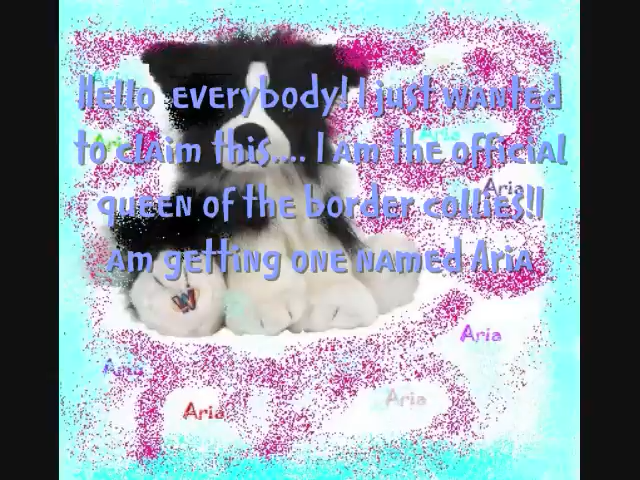 Hello everybody! I just wanted
to claim this.... I am the official
queen of the border collies!I
am getting one named Aria
Aria
Aria
Aria
Aria
Aria
Aria
Aria